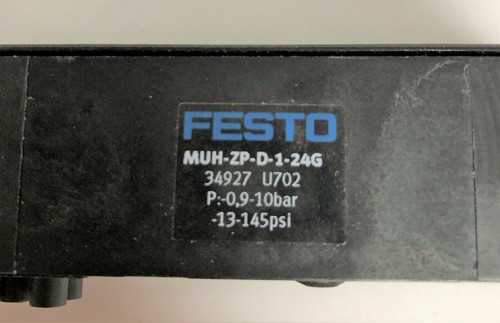 FESTO
MUH-ZP-D-1-24G
34927 U702
P:-0,9-10bar
-13-145psi